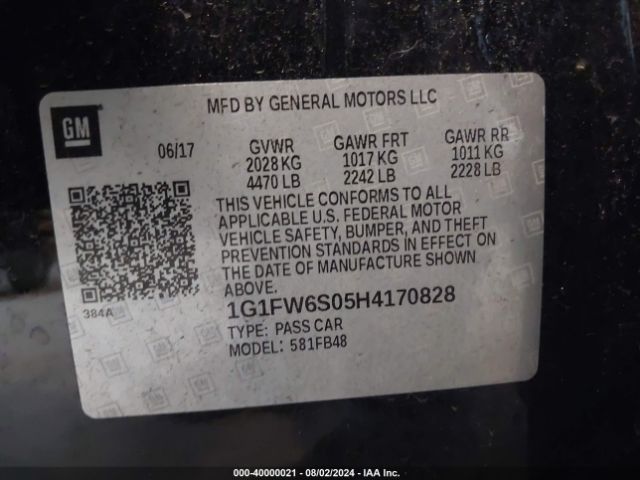 GM
MFD BY GENERAL MOTORS LLC
06/17 GVWR GAWR FRT GAWR RR
2028 KG 1017 KG 1011 KG
4470 LB 2242 LB 2228 LB
THIS VEHICLE CONFORMS TO ALL
APPLICABLE U.S. FEDERAL MOTOR
VEHICLE SAFETY, BUMPER, AND THEFT
PREVENTION STANDARDS IN EFFECT ON
THE DATE OF MANUFACTURE SHOWN
ABOVE.
384A
1G1FW6S05H4170828
TYPE: PASS CAR
MODEL: 581FB48
000-40000021 - 08/02/2024 - IAA Inc.